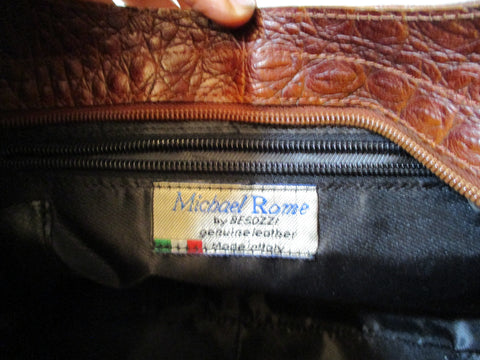 Michael Rome
by BESOZZI
genuine leather
Made in Italy